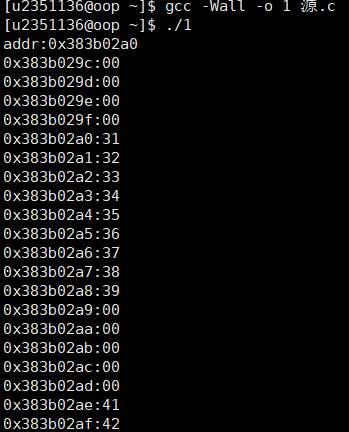 [u2351136@oop ~]$ gcc -Wall -o 1 源.c
[u2351136@oop ~]$ ./1
addr:0x383b02a0
0x383b029c:00
0x383b029d:00
0x383b029e:00
0x383b029f:00
0x383b02a0:31
0x383b02a1:32
0x383b02a2:33
0x383b02a3:34
0x383b02a4:35
0x383b02a5:36
0x383b02a6:37
0x383b02a7:38
0x383b02a8:39
0x383b02a9:00
0x383b02aa:00
0x383b02ab:00
0x383b02ac:00
0x383b02ad:00
0x383b02ae:41
0x383b02af:42